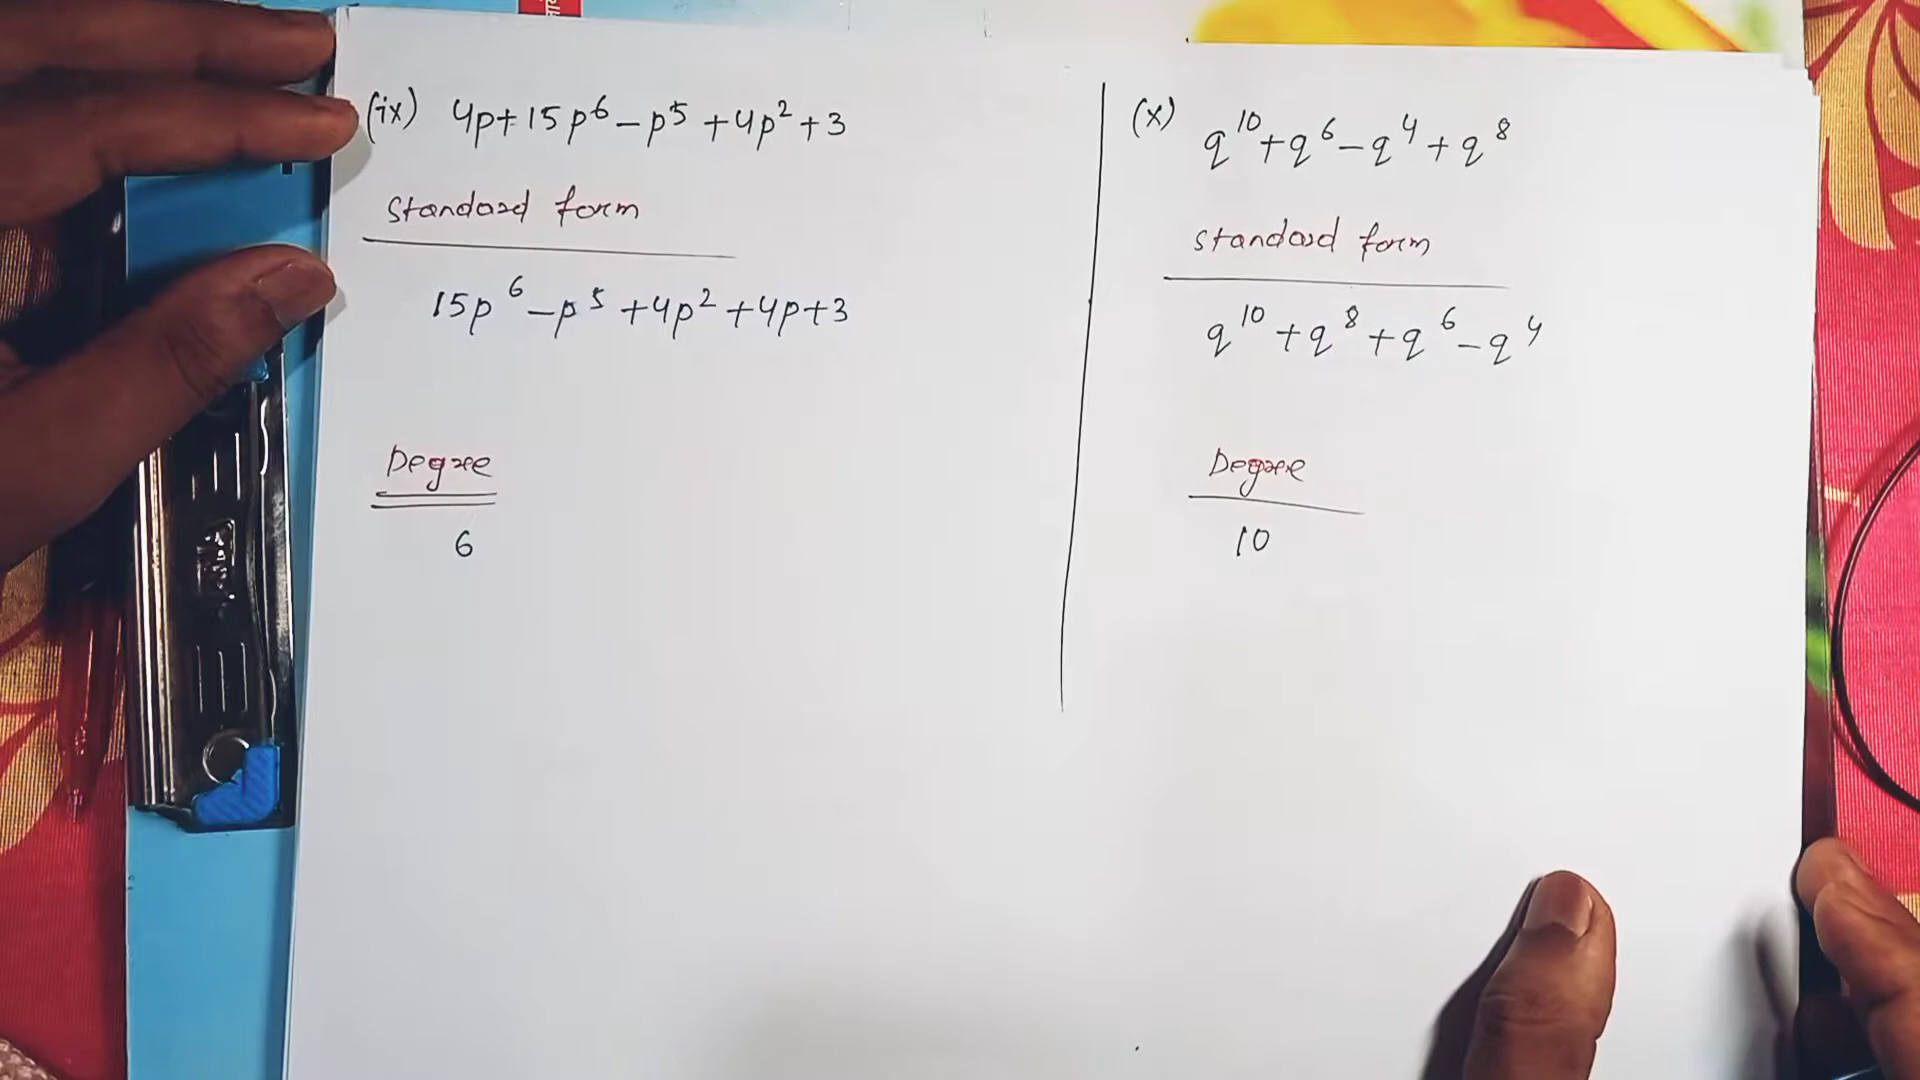 (ix) 4p+15p⁶-p⁵+4p²+3
Standard form
15p⁶-p⁵+4p²+4p+3
Degree
6
(x) q¹⁰+q⁶-q⁴+q⁸
Standard form
q¹⁰+q⁸+q⁶-q⁴
Degree
10